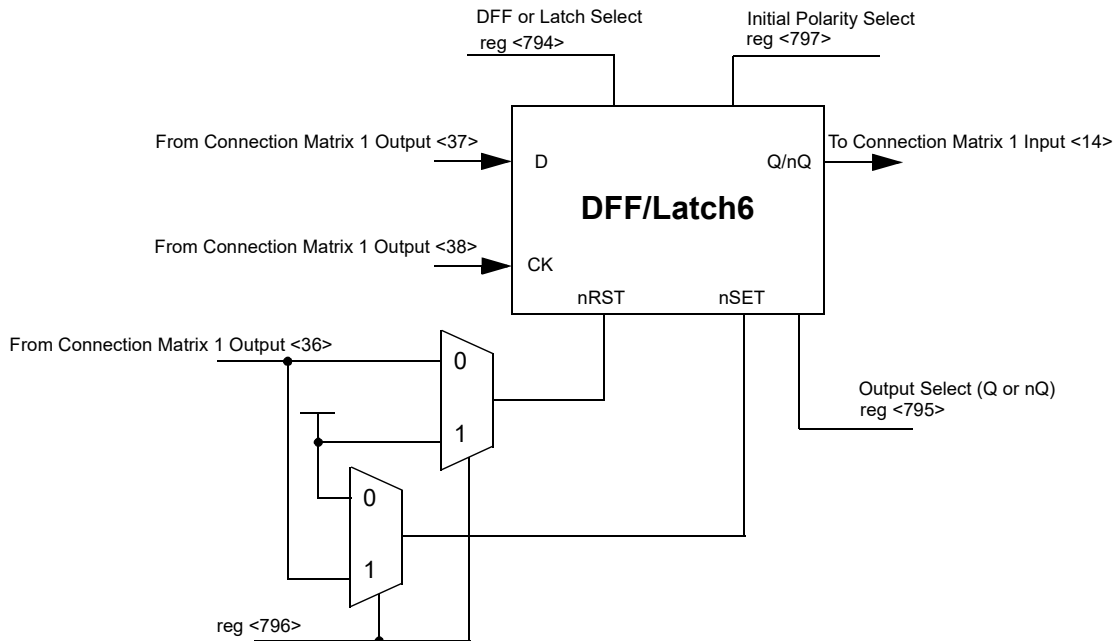 DFF or Latch Select
reg <794>
Initial Polarity Select
reg <797>
From Connection Matrix 1 Output <37>
D
Q/nQ
To Connection Matrix 1 Input <14>
DFF/Latch6
From Connection Matrix 1 Output <38>
CK
nRST
nSET
From Connection Matrix 1 Output <36>
0
1
Output Select (Q or nQ)
reg <795>
0
1
reg <796>